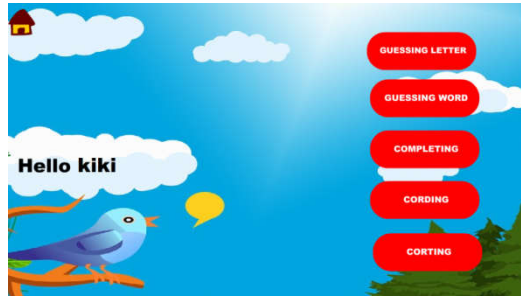 GUESSING LETTER
GUESSING WORD
COMPLETING
Hello kiki
CORDING
CORTING